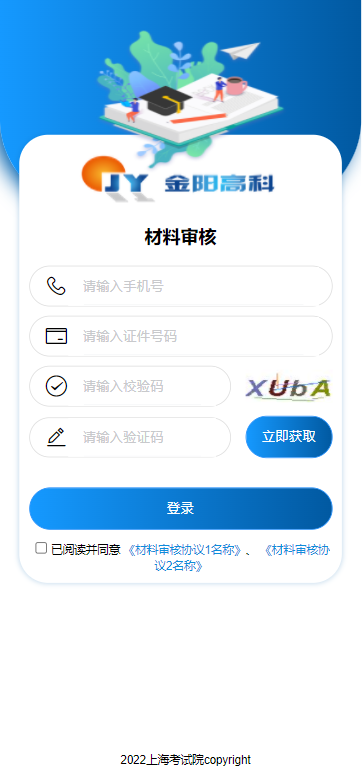 JY 金阳高科
材料审核
请输入手机号
请输入证件号码
请输入校验码 XUbA
请输入验证码 立即获取
登录
已阅读并同意《材料审核协议1名称》、《材料审核协
议2名称》
2022上海考试院copyright